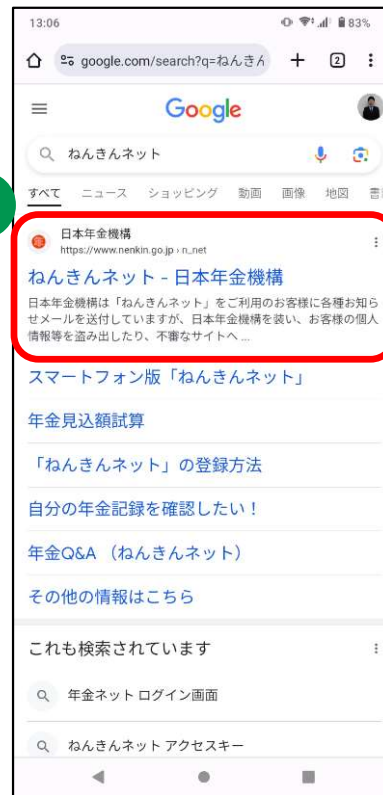 13:06
83%
google.com/search?q=ねんきん
2
Google
ねんきんネット
すべて ニュース ショッピング 動画 画像 地図
日本年金機構
https://www.nenkin.go.jp › n_net
ねんきんネット - 日本年金機構
日本年金機構は「ねんきんネット」をご利用のお客様に各種お知ら
せメールを送付していますが、日本年金機構を装い、お客様の個人
情報等を盗み出したり、不審なサイトへ ...
スマートフォン版「ねんきんネット」
年金見込額試算
「ねんきんネット」の登録方法
自分の年金記録を確認したい！
年金Q&A （ねんきんネット）
その他の情報はこちら
これも検索されています
年金ネット ログイン画面
ねんきんネット アクセスキー